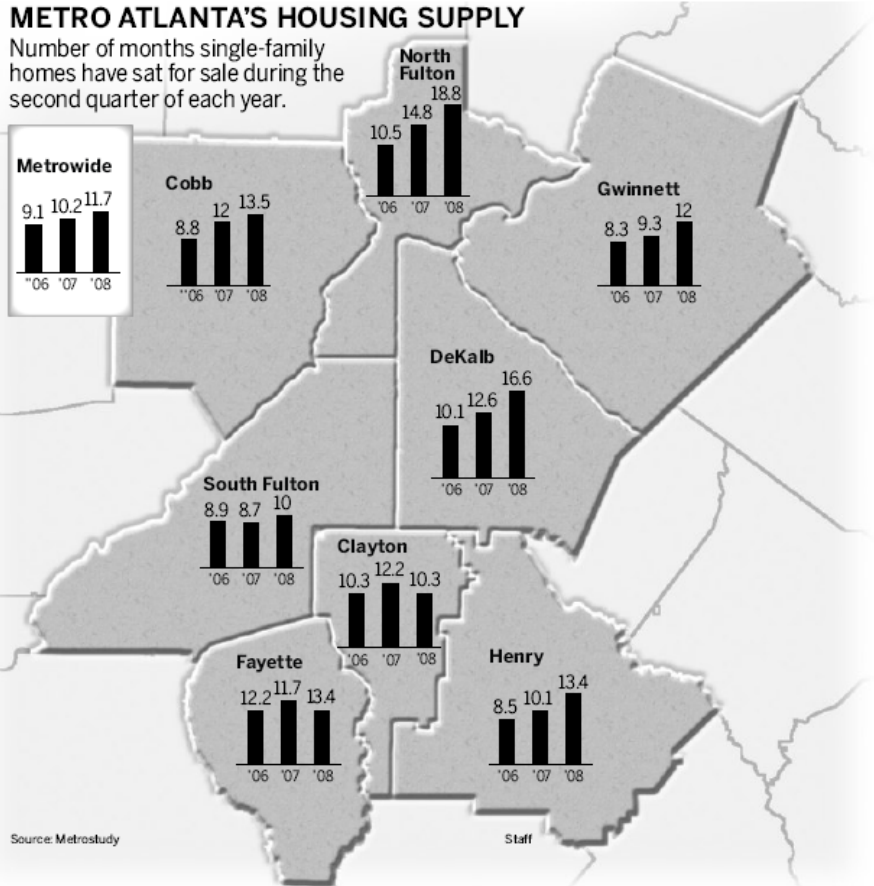 METRO ATLANTA'S HOUSING SUPPLY
Number of months single-family
homes have sat for sale during the
second quarter of each year.
North
Fulton
10.5 14.8 18.8
'06 '07 '08
Metrowide
9.1 10.2 11.7
"06 '07 '08
Cobb
8.8 12 13.5
"06 '07 '08
Gwinnett
8.3 9.3 12
'06 '07 '08
DeKalb
10.1 12.6 16.6
'06 '07 '08
South Fulton
8.9 8.7 10
'06 '07 '08
Clayton
10.3 12.2 10.3
'06 '07 '08
Fayette
12.2 11.7 13.4
'06 '07 '08
Henry
8.5 10.1 13.4
'06 '07 '08
Source: Metrostudy
Staff